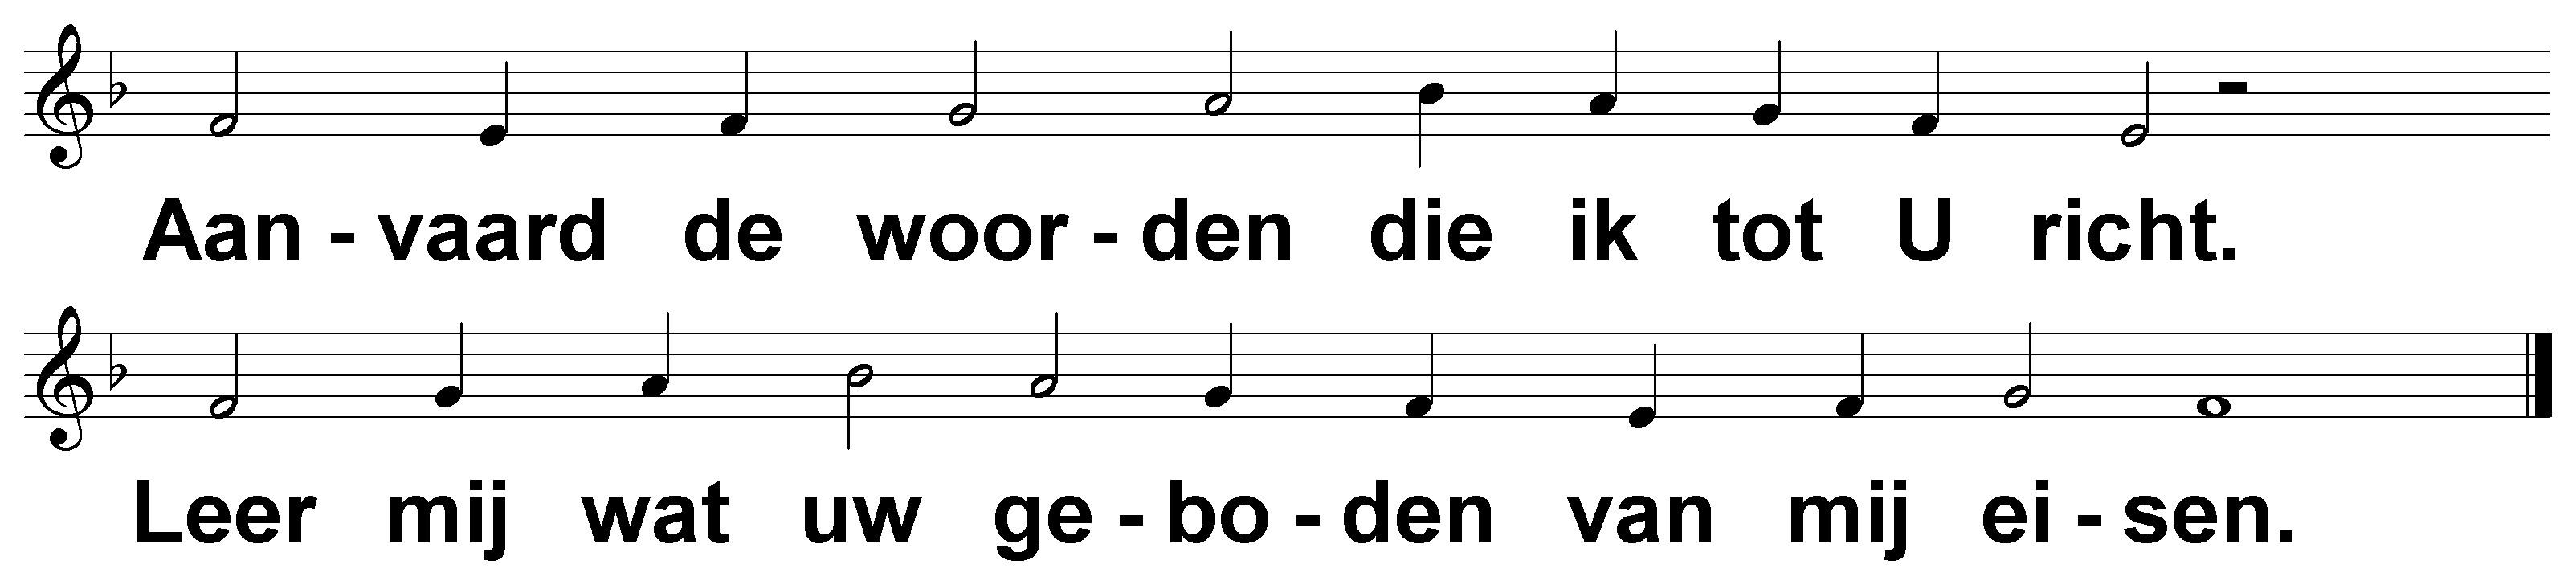 Aan - vaard de woor - den die ik tot U richt.
Leer mij wat uw ge - bo - den van mij ei - sen.